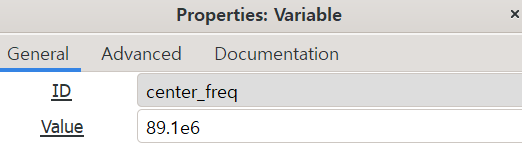 Properties: Variable ×
General Advanced Documentation
ID center_freq
Value 89.1e6